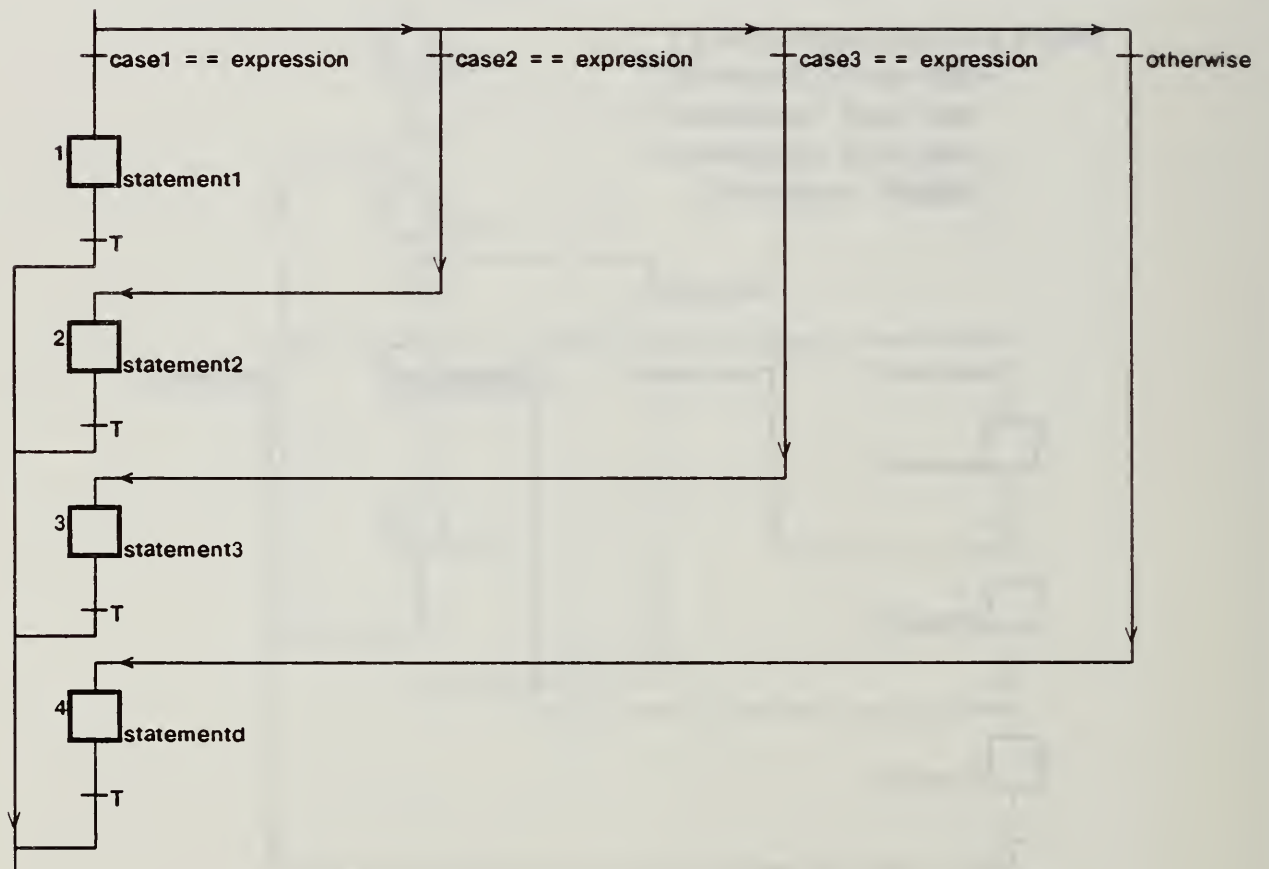 case1 = = expression
case2 = = expression
case3 = = expression
otherwise
1
statement1
T
2
statement2
T
3
statement3
T
4
statementd
T